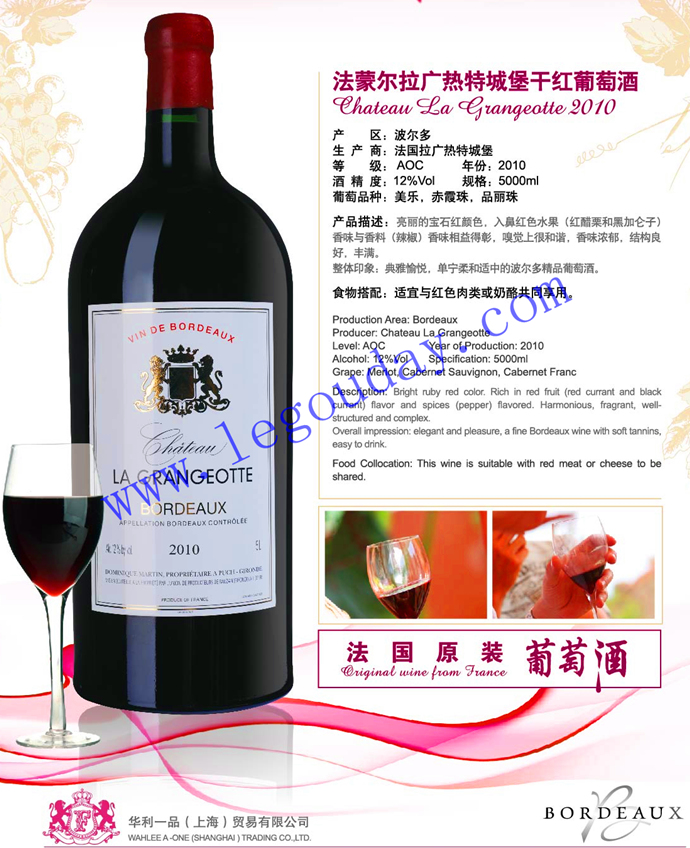 法蒙尔拉广热特城堡干红葡萄酒
Chateau La Grangeotte 2010
产 区：波尔多
生 产 商：法国拉广热特城堡
等 级： AOC 年份：2010
酒 精 度：12%Vol 规格：5000ml
葡萄品种：美乐，赤霞珠，品丽珠
产品描述：亮丽的宝石红颜色，入鼻红色水果（红醋栗和黑加仑子）
香味与香料（辣椒）香味相益得彰，嗅觉上很和谐，香味浓郁，结构良
好，丰满。
整体印象：典雅愉悦，单宁柔和适中的波尔多精品葡萄酒。
食物搭配：适宜与红色肉类或奶酪共同享用。
Production Area: Bordeaux
Producer: Chateau La Grangeotte
Level: AOC Year of Production: 2010
Alcohol: 12%Vol Specification: 5000ml
Grape: Merlot, Cabernet Sauvignon, Cabernet Franc
Description: Bright ruby red color. Rich in red fruit (red currant and black
currant) flavor and spices (pepper) flavored. Harmonious, fragrant, well-
structured and complex.
Overall impression: elegant and pleasure, a fine Bordeaux wine with soft tannins,
easy to drink.
Food Collocation: This wine is suitable with red meat or cheese to be
shared.
www.legouday.com
VIN DE BORDEAUX
Château
LA GRANGEOTTE
BORDEAUX
APPELLATION BORDEAUX CONTRÔLÉE
2010 5L
DOMINIQUE MARTIN, PROPRIÉTAIRE A PUCH - GIRONDE
PRODUCE OF FRANCE
法国原装 葡萄酒
Original wine from France
F
华利一品（上海）贸易有限公司
WAHLEE A -ONE (SHANGHAI ) TRADING CO.,LTD.
BORDEAUX